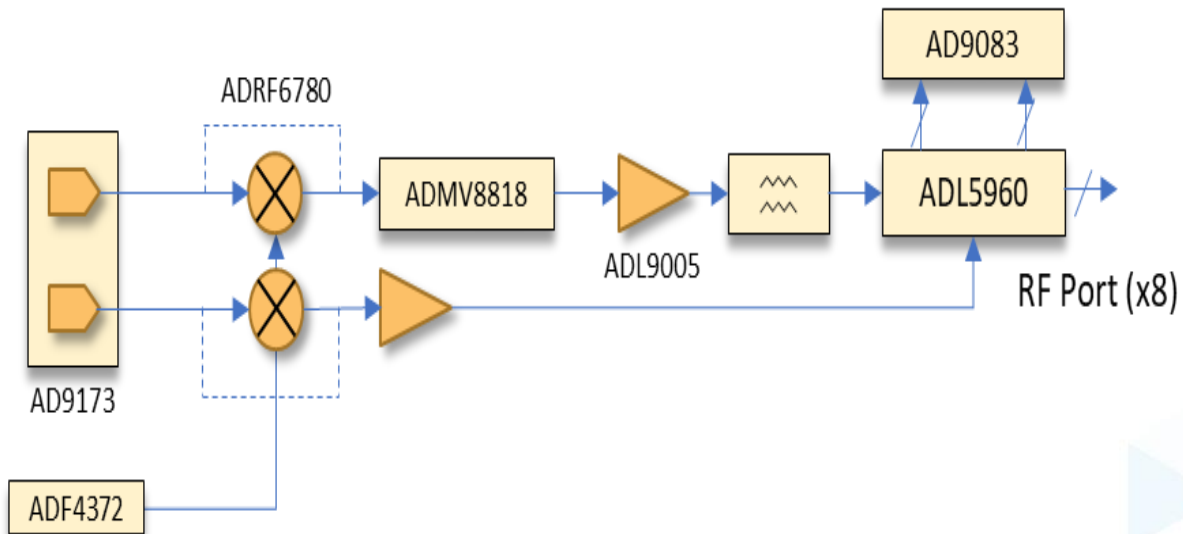 AD9083
ADRF6780
ADMV8818
ADL5960
ADL9005
RF Port (x8)
AD9173
ADF4372